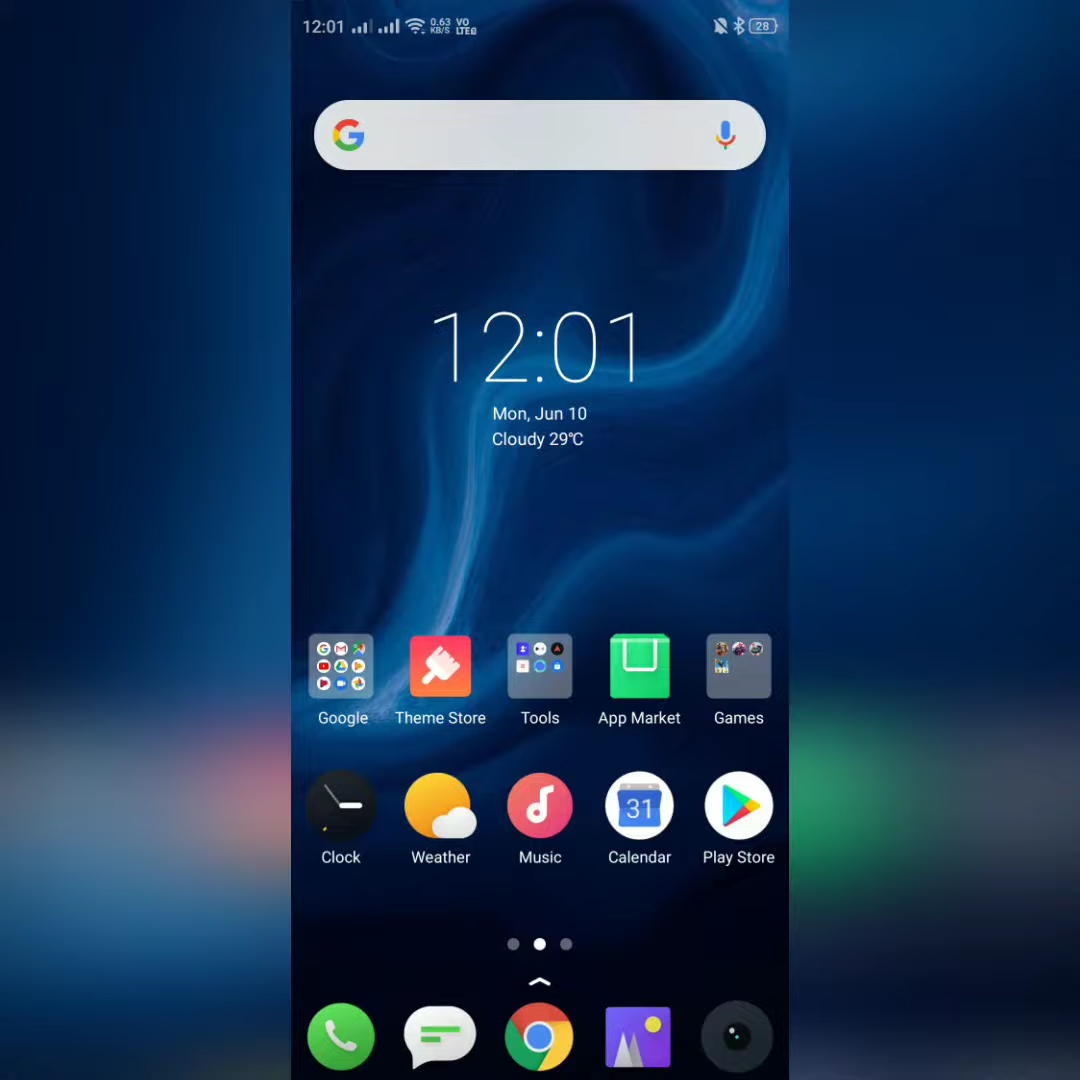 12:01 0.63 KB/S VO LTE 28
12:01
Mon, Jun 10
Cloudy 29℃
Google Theme Store Tools App Market Games
31
Clock Weather Music Calendar Play Store